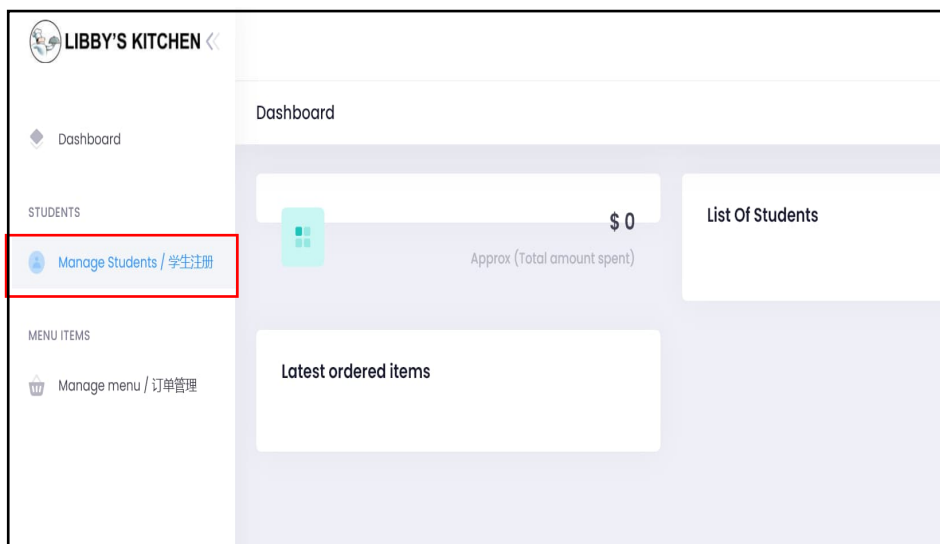 LIBBY'S KITCHEN
Dashboard
STUDENTS
Manage Students / 学生注册
MENU ITEMS
Manage menu / 订单管理
Dashboard
$ 0
Approx (Total amount spent)
List Of Students
Latest ordered items